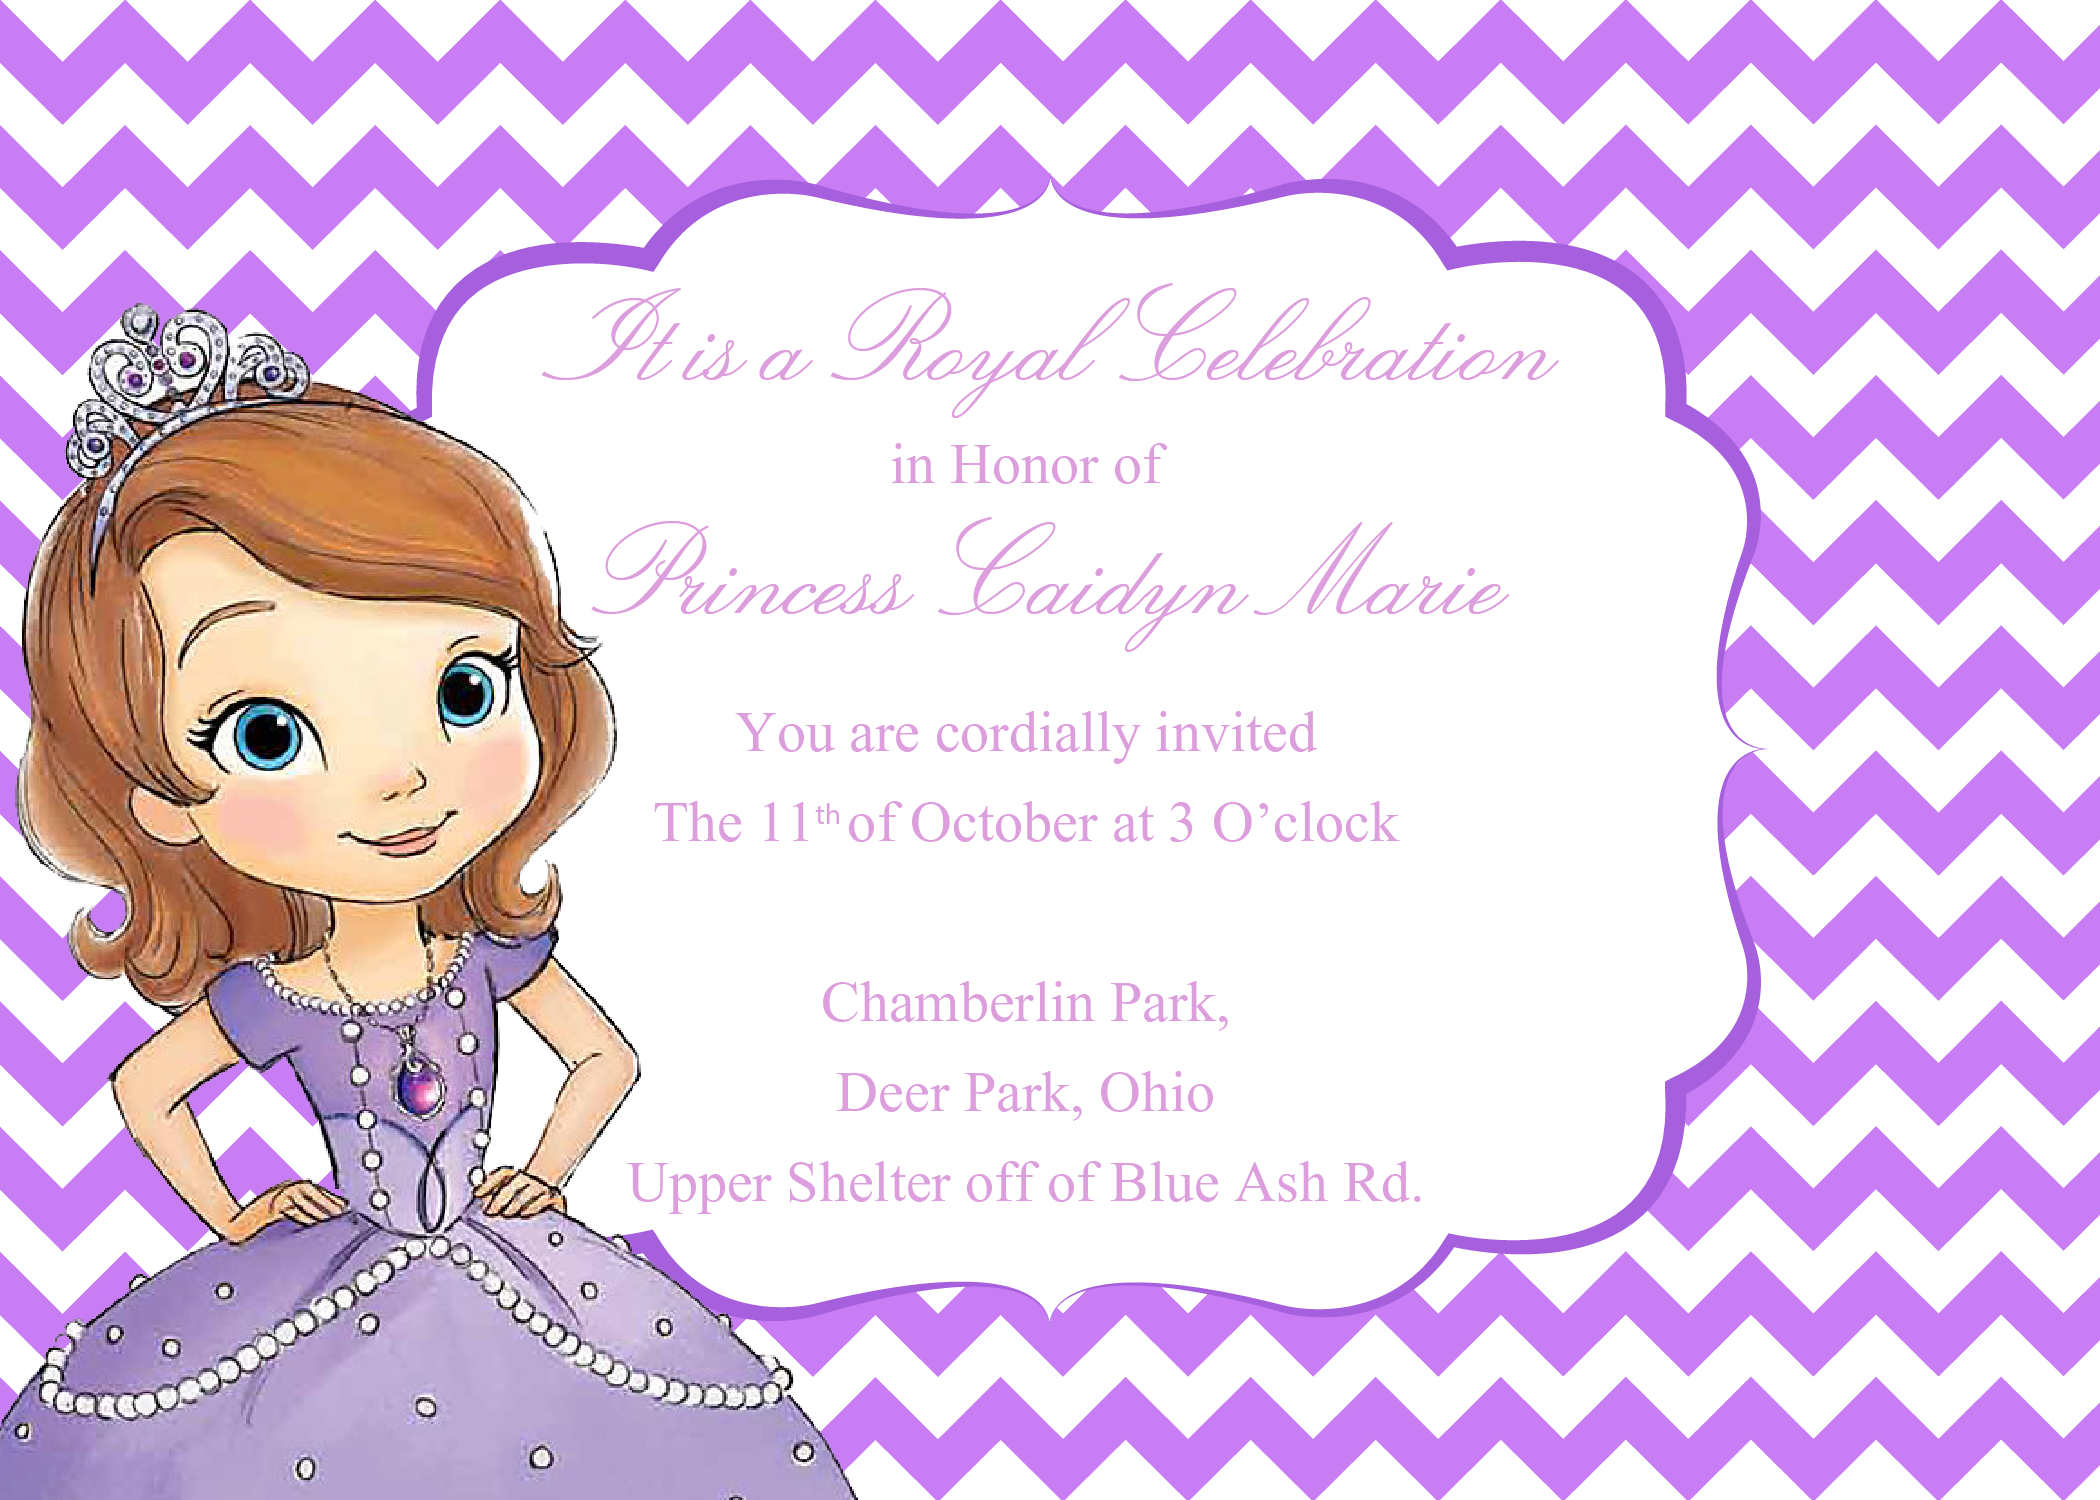 It is a Royal Celebration
in Honor of
Princess Caidyn Marie
You are cordially invited
The 11th of October at 3 O’clock
Chamberlin Park,
Deer Park, Ohio
Upper Shelter off of Blue Ash Rd.